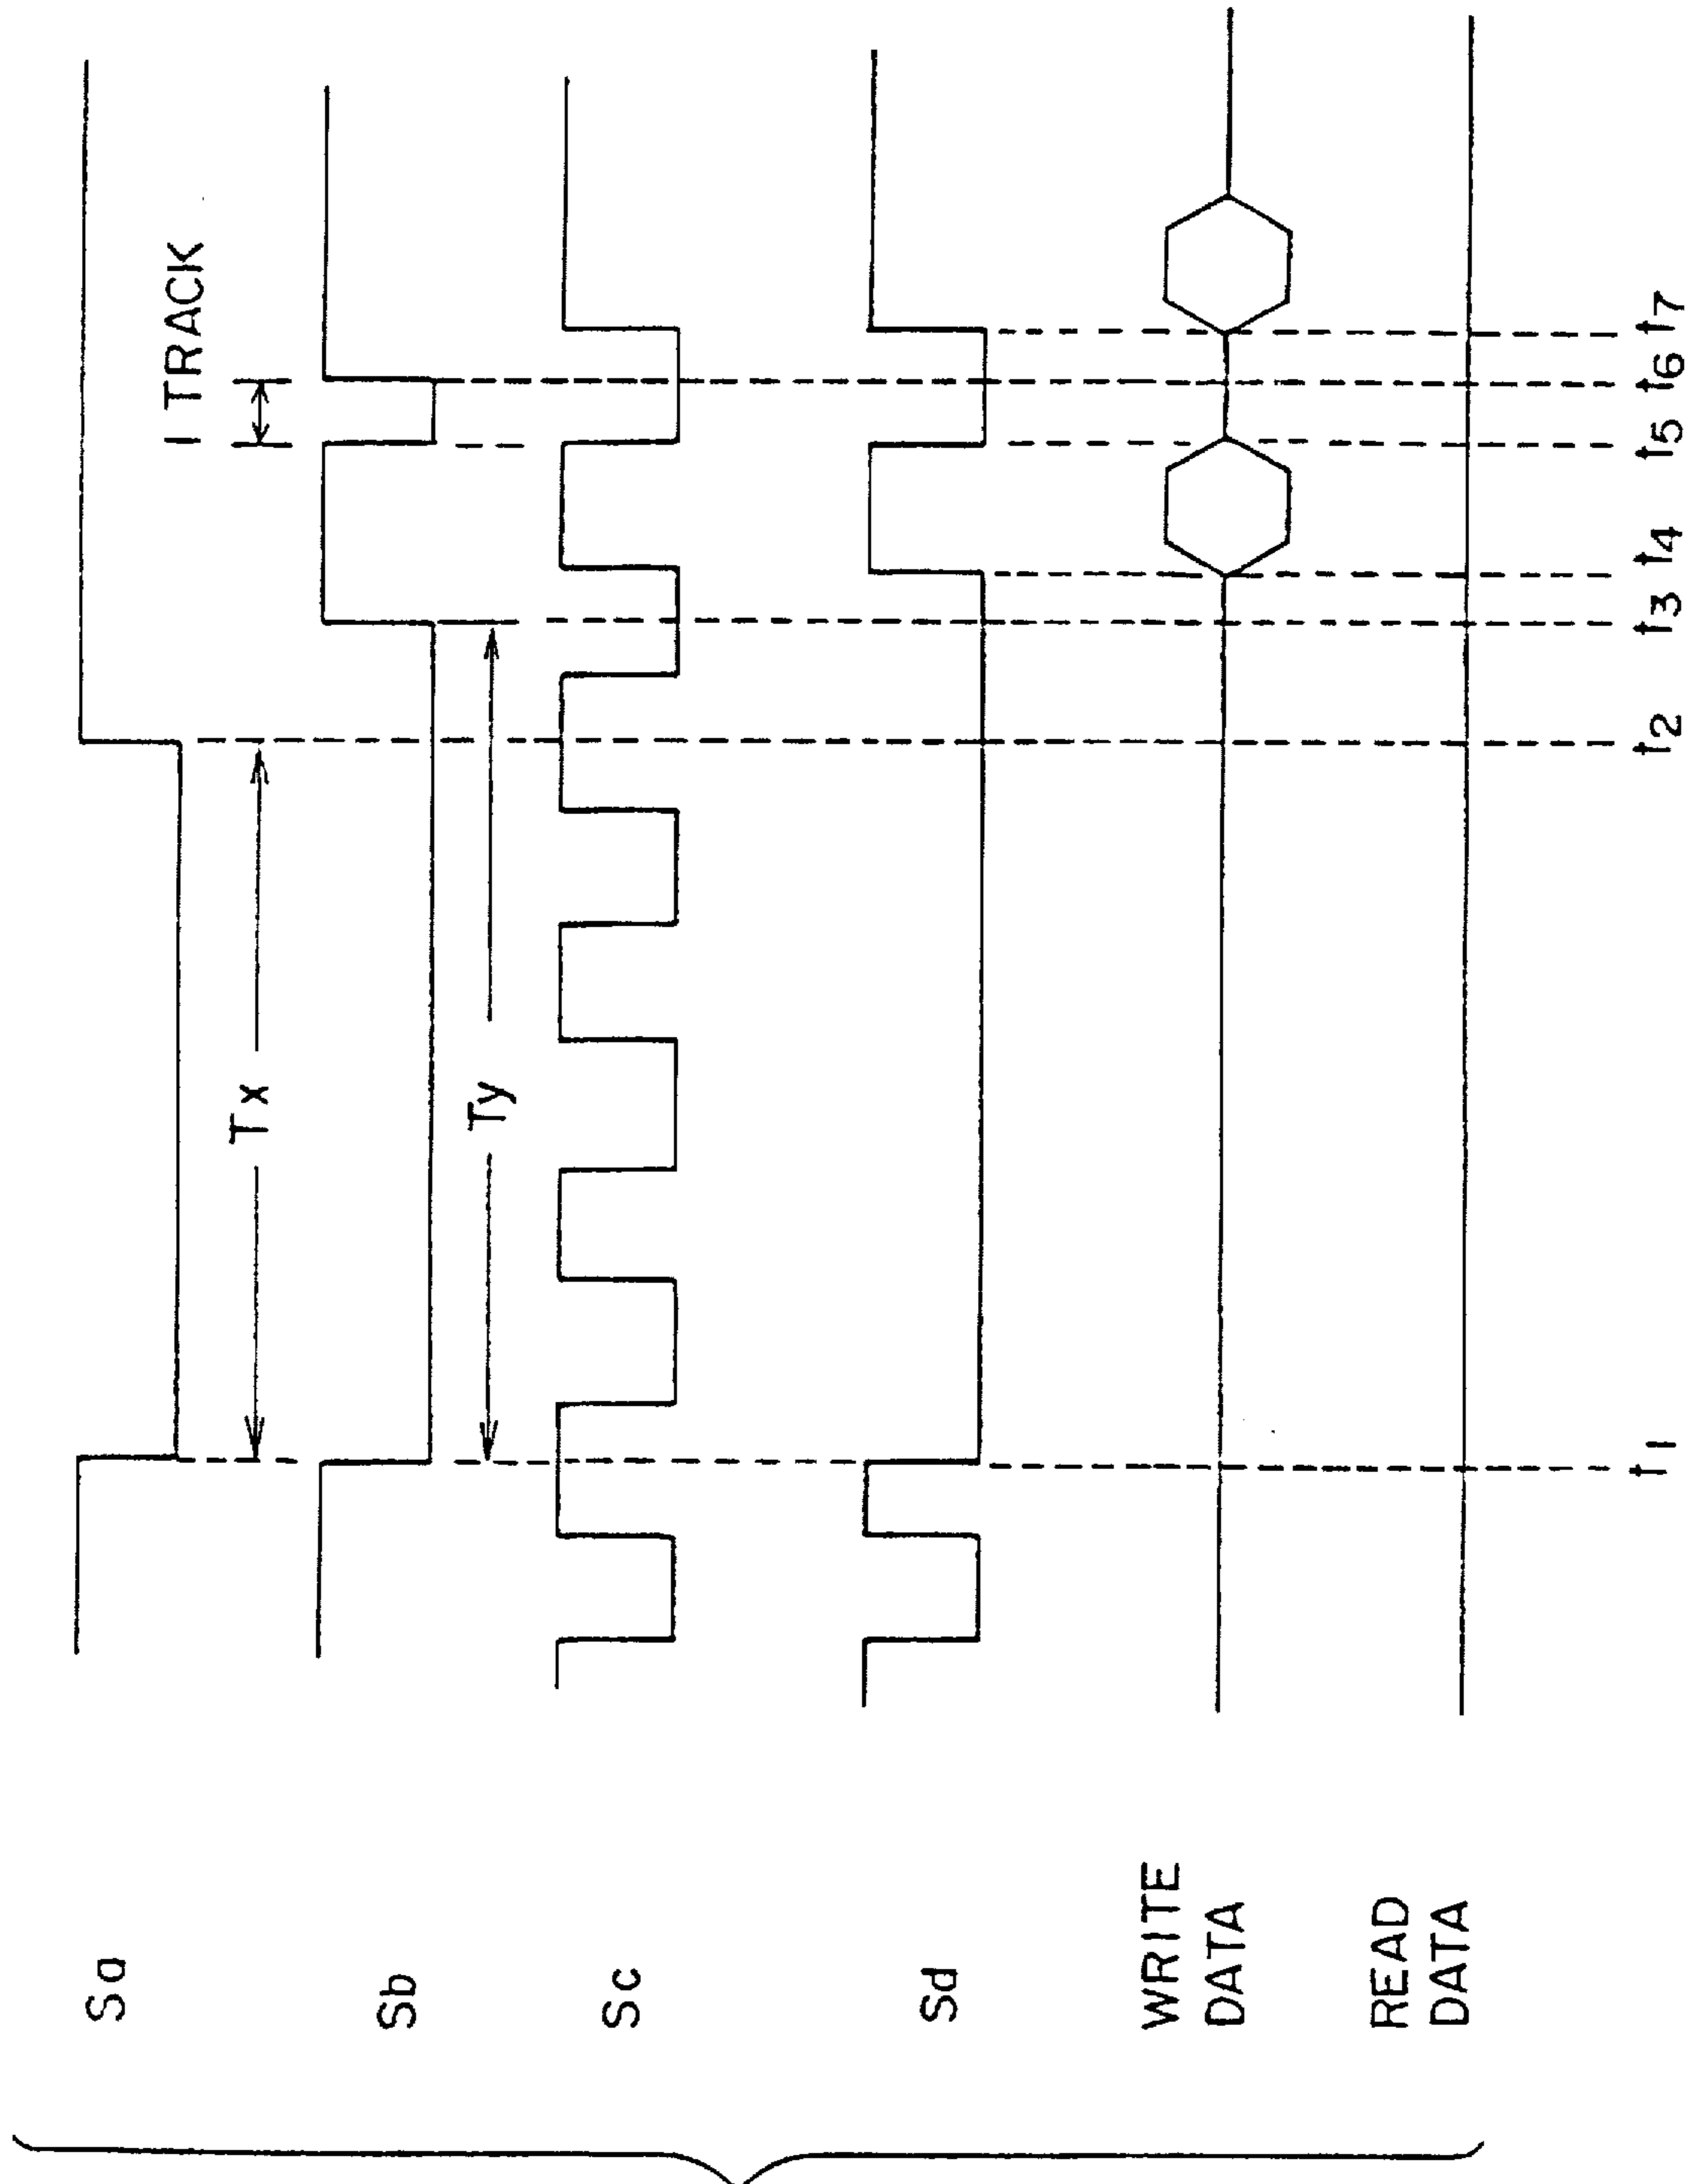 Sa
1 TRACK
Tx
Sb
Ty
Sc
Sd
WRITE
DATA
READ
DATA
t1 t2 t3 t4 t5 t6 t7